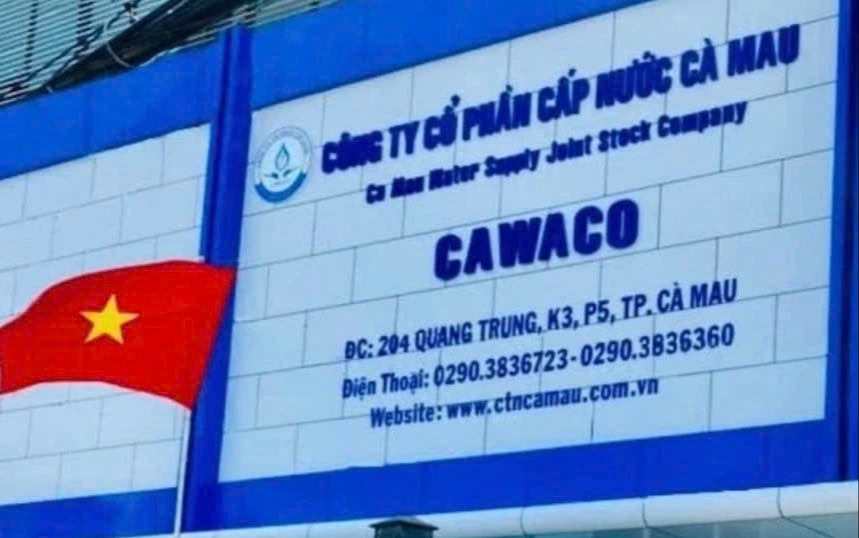 CÔNG TY CỔ PHẦN CẤP NƯỚC CÀ MAU
Ca Mau Water Supply Joint Stock Company
CAWACO
ĐC: 204 QUANG TRUNG, K3, P5, TP. CÀ MAU
Điện Thoại: 0290.3836723-0290.3836360
Website: www.ctncamau.com.vn